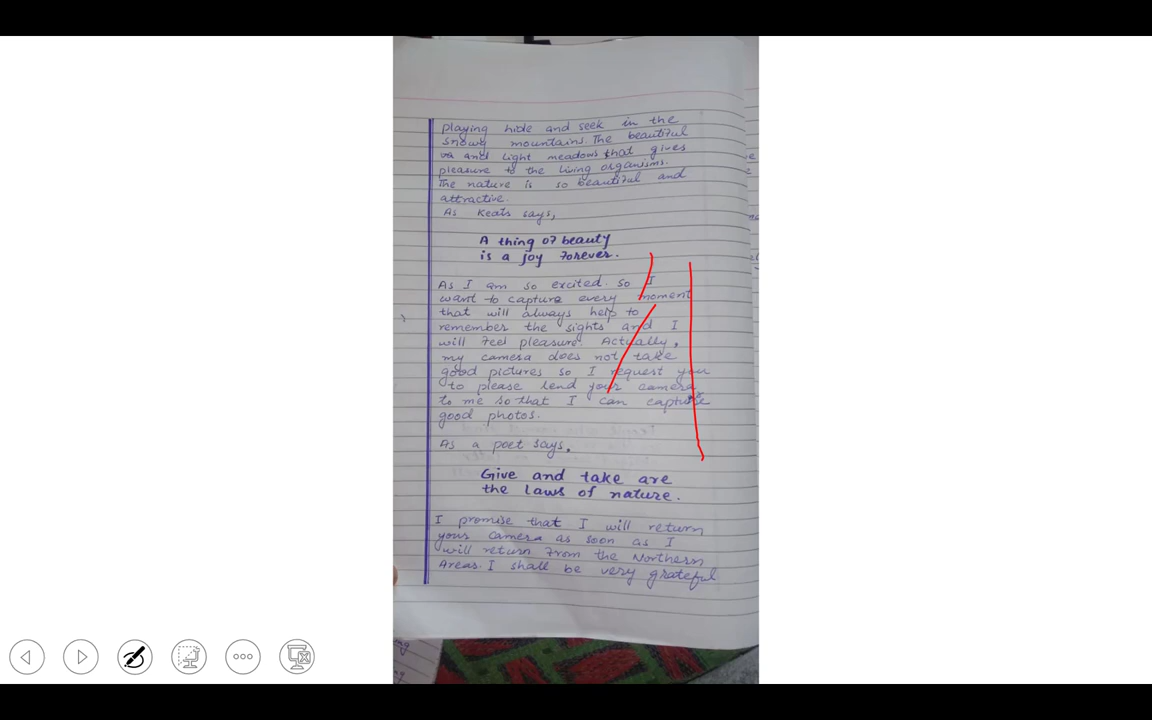 playing hide and seek in the
snowy mountains. The beautiful
and light meadows that gives
pleasure to the living organisms.
The nature is so beautiful and
attractive.
As Keats says,
A thing of beauty
is a joy forever.
As I am so excited. So I
want to capture every moment
that will always help to
remember the sights and I
will feel pleasure. Actually,
my camera does not take
good pictures so I request you
to please lend your camera
to me so that I can capture
good photos.
As a poet says,
Give and take are
the laws of nature.
I promise that I will return
your camera as soon as I
will return from the Northern
Areas. I shall be very grateful